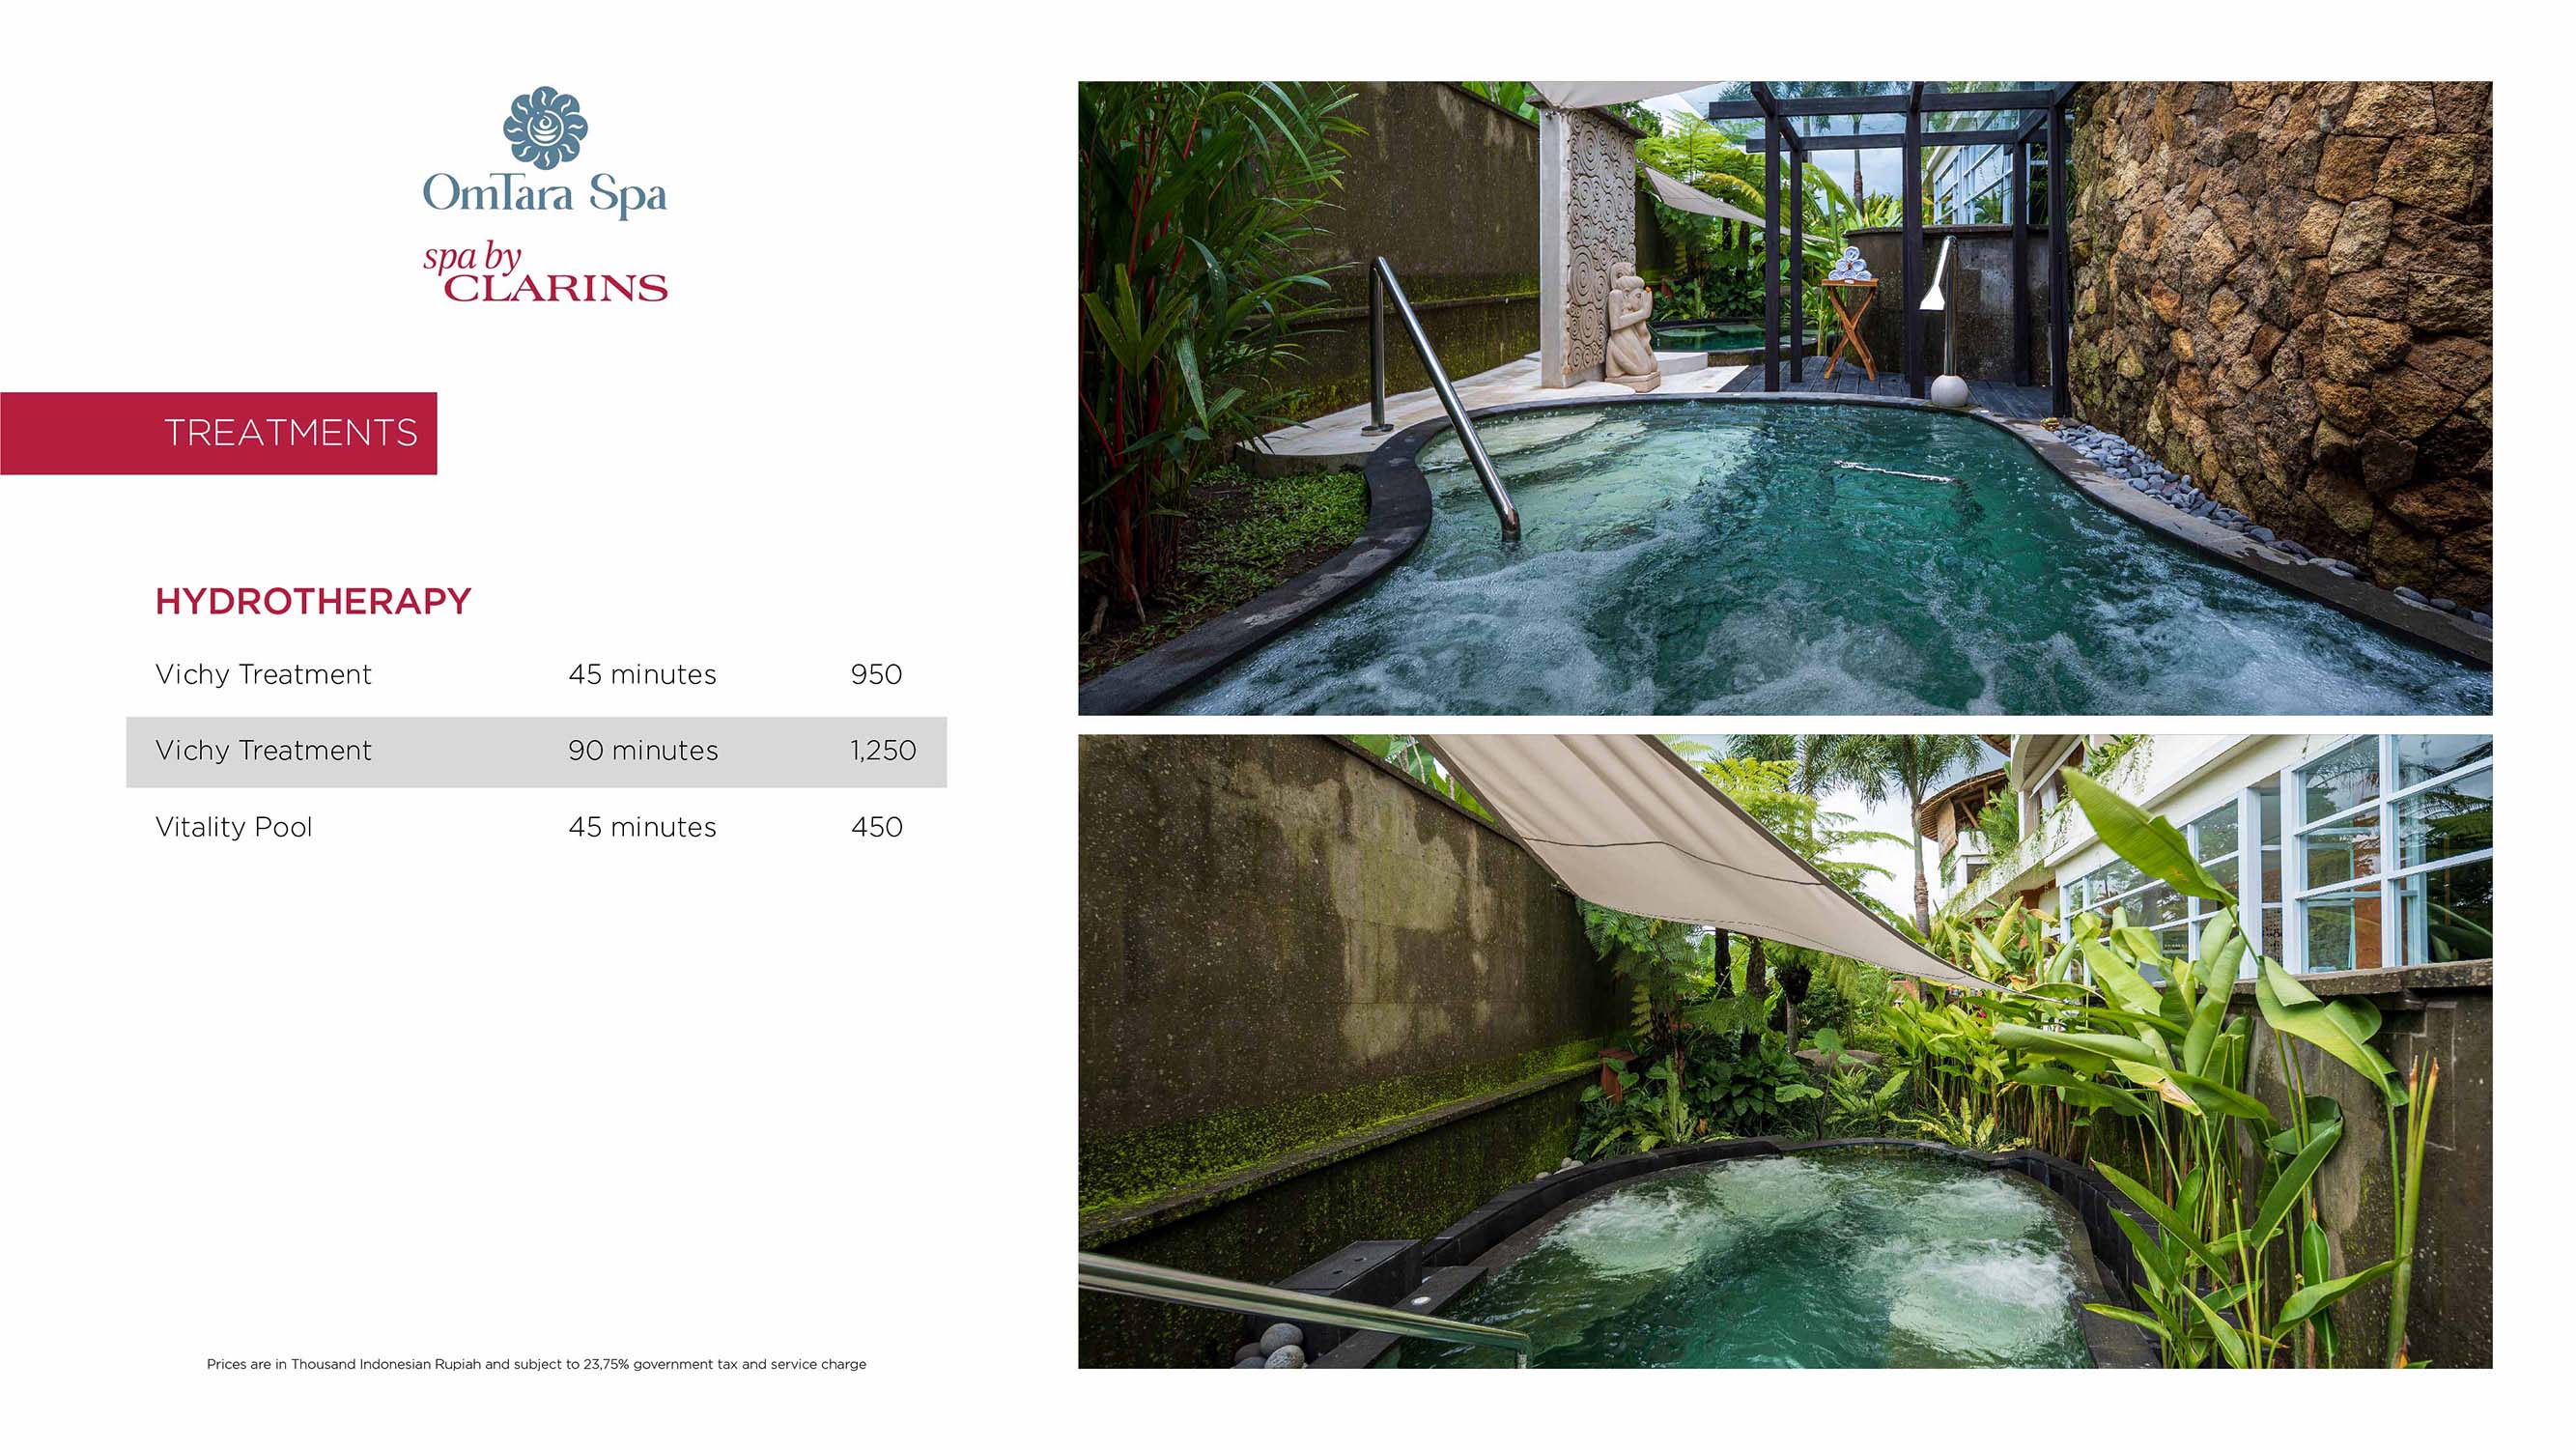 OmTara Spa
spa by
CLARINS
TREATMENTS
HYDROTHERAPY
Vichy Treatment 45 minutes 950
Vichy Treatment 90 minutes 1,250
Vitality Pool 45 minutes 450
Prices are in Thousand Indonesian Rupiah and subject to 23,75% government tax and service charge